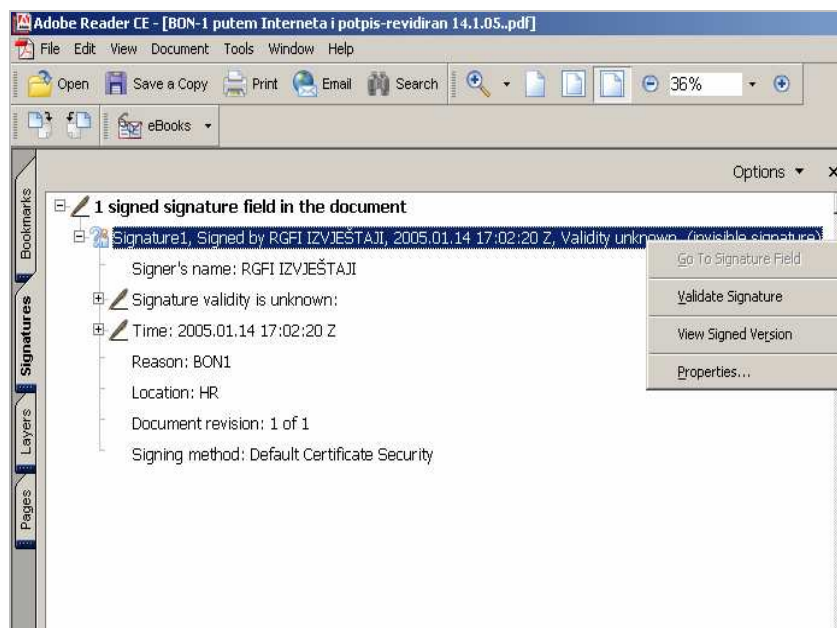 Adobe Reader CE - [BON-1 putem Interneta i potpis-revidiran 14.1.05..pdf]
File Edit View Document Tools Window Help
Open Save a Copy Print Email Search 36%
eBooks
Options
Bookmarks
Signatures
Layers
Pages
1 signed signature field in the document
Signature1, Signed by RGFI IZVJEŠTAJI, 2005.01.14 17:02:20 Z, Validity unknown, (invisible signature)
Signer's name: RGFI IZVJEŠTAJI
Signature validity is unknown:
Time: 2005.01.14 17:02:20 Z
Reason: BON1
Location: HR
Document revision: 1 of 1
Signing method: Default Certificate Security
Go To Signature Field
Validate Signature
View Signed Version
Properties...